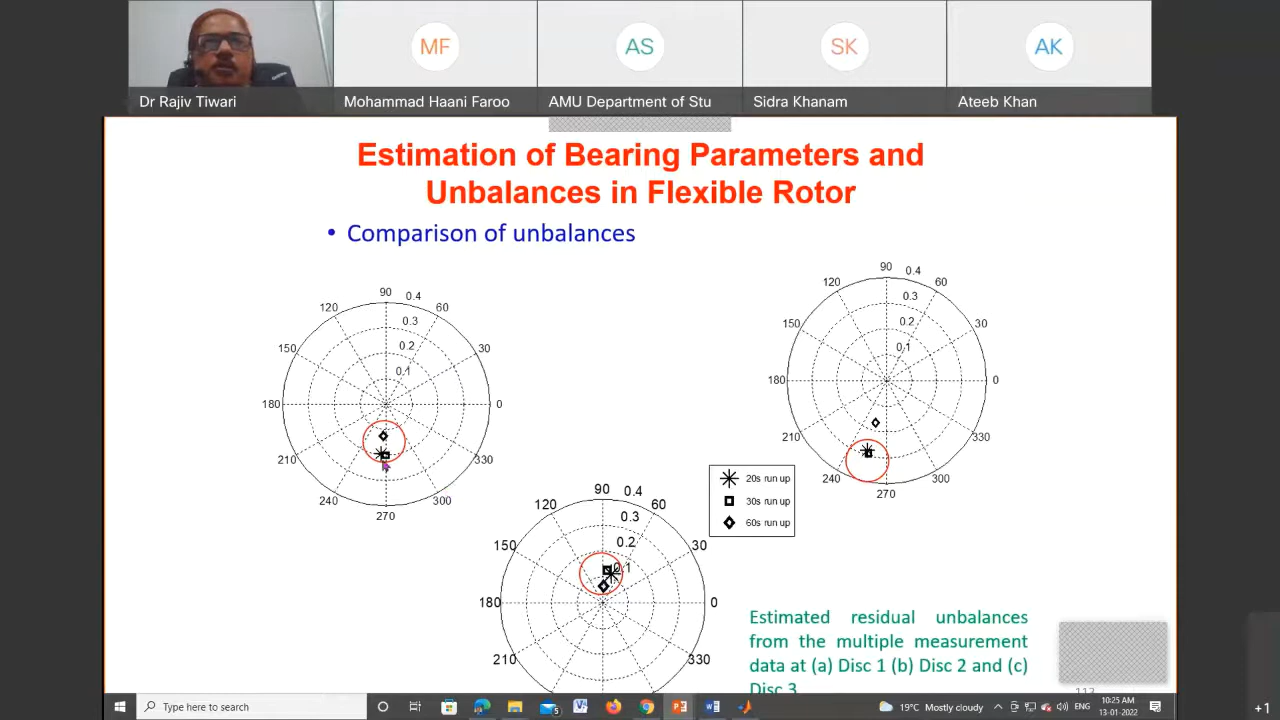 MF
AS
SK
AK
Dr Rajiv Tiwari
Mohammad Haani Faroo
AMU Department of Stu
Sidra Khanam
Ateeb Khan
Estimation of Bearing Parameters and
Unbalances in Flexible Rotor
• Comparison of unbalances
90 0.4
120 60
0.3
150 0.2 30
0.1
180 0
210 330
240 300
270
90 0.4
120 60
0.3
150 0.2 30
0.1
180 0
210 330
240 300
270
90 0.4
120 60
0.3
150 0.2 30
0.1
180 0
210 330
20s run up
30s run up
60s run up
Estimated residual unbalances
from the multiple measurement
data at (a) Disc 1 (b) Disc 2 and (c)
Disc 3
Type here to search
5
19°C Mostly cloudy
ENG
10:25 AM
13-01-2022
+1